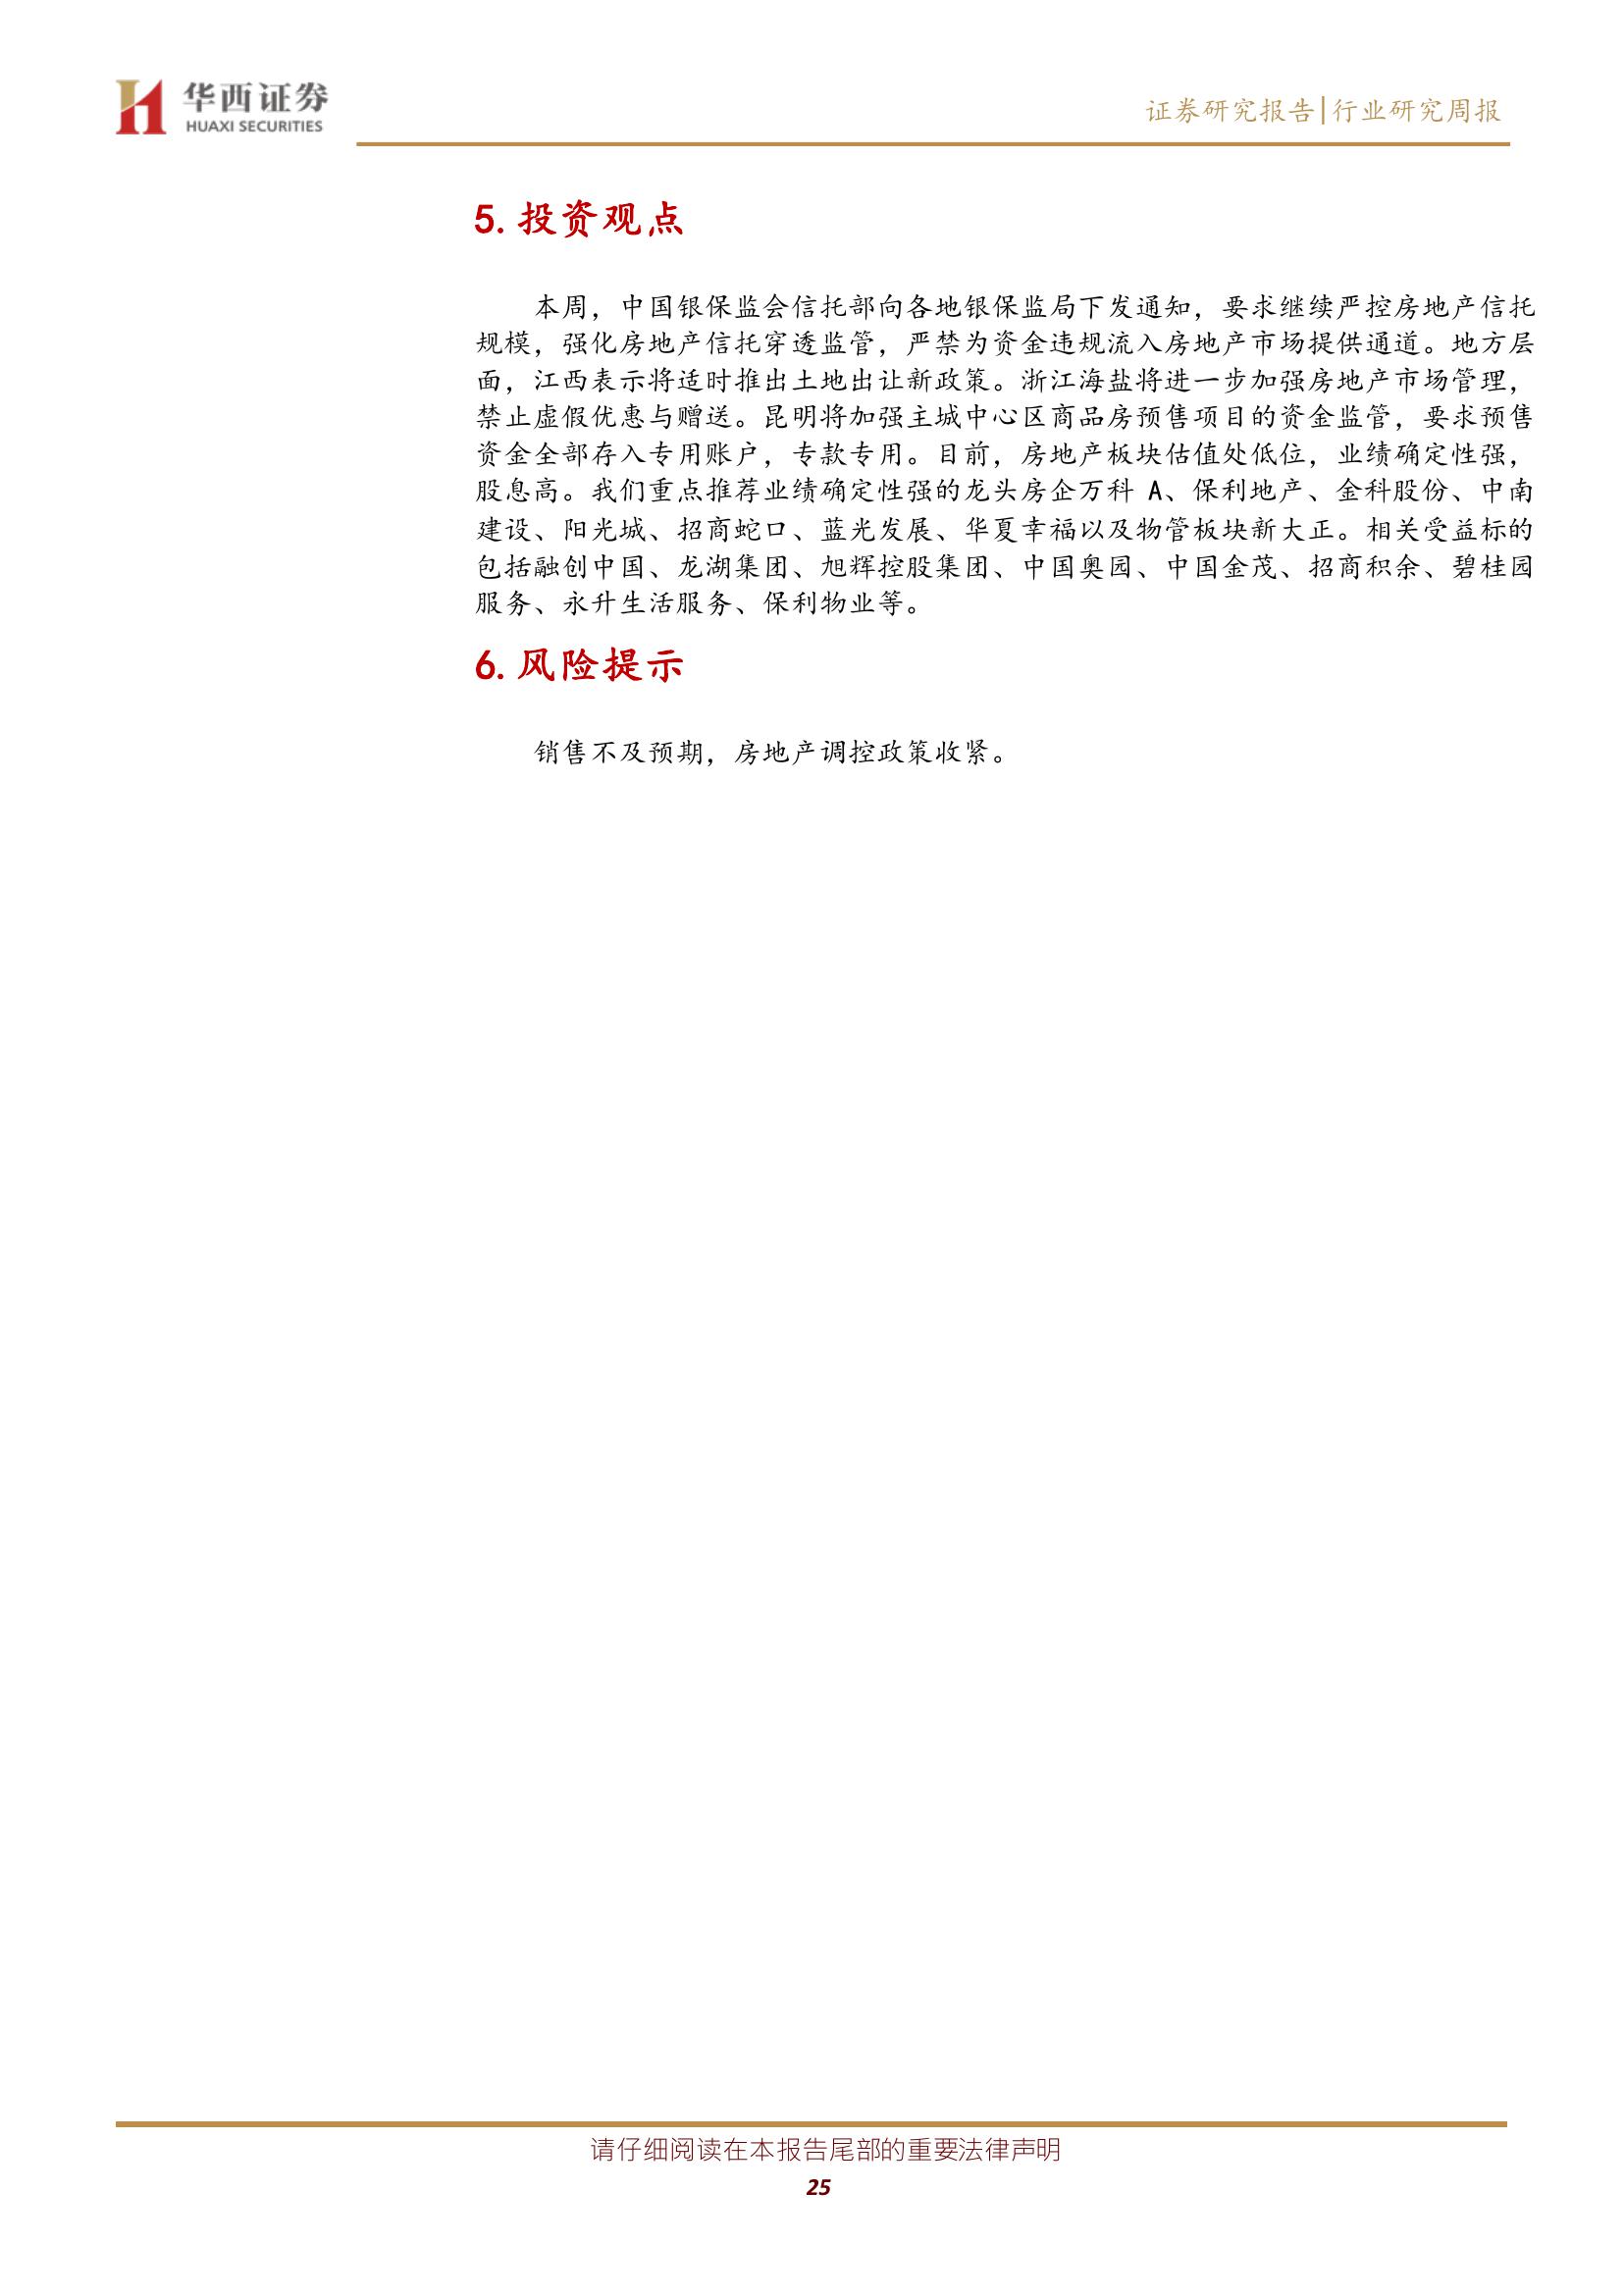 华西证券
HUAXI SECURITIES
证券研究报告|行业研究周报
5. 投资观点
本周，中国银保监会信托部向各地银保监局下发通知，要求继续严控房地产信托
规模，强化房地产信托穿透监管，严禁为资金违规流入房地产市场提供通道。地方层
面，江西表示将适时推出土地出让新政策。浙江海盐将进一步加强房地产市场管理，
禁止虚假优惠与赠送。昆明将加强主城中心区商品房预售项目的资金监管，要求预售
资金全部存入专用账户，专款专用。目前，房地产板块估值处低位，业绩确定性强，
股息高。我们重点推荐业绩确定性强的龙头房企万科 A、保利地产、金科股份、中南
建设、阳光城、招商蛇口、蓝光发展、华夏幸福以及物管板块新大正。相关受益标的
包括融创中国、龙湖集团、旭辉控股集团、中国奥园、中国金茂、招商积余、碧桂园
服务、永升生活服务、保利物业等。
6. 风险提示
销售不及预期，房地产调控政策收紧。
请仔细阅读在本报告尾部的重要法律声明
25